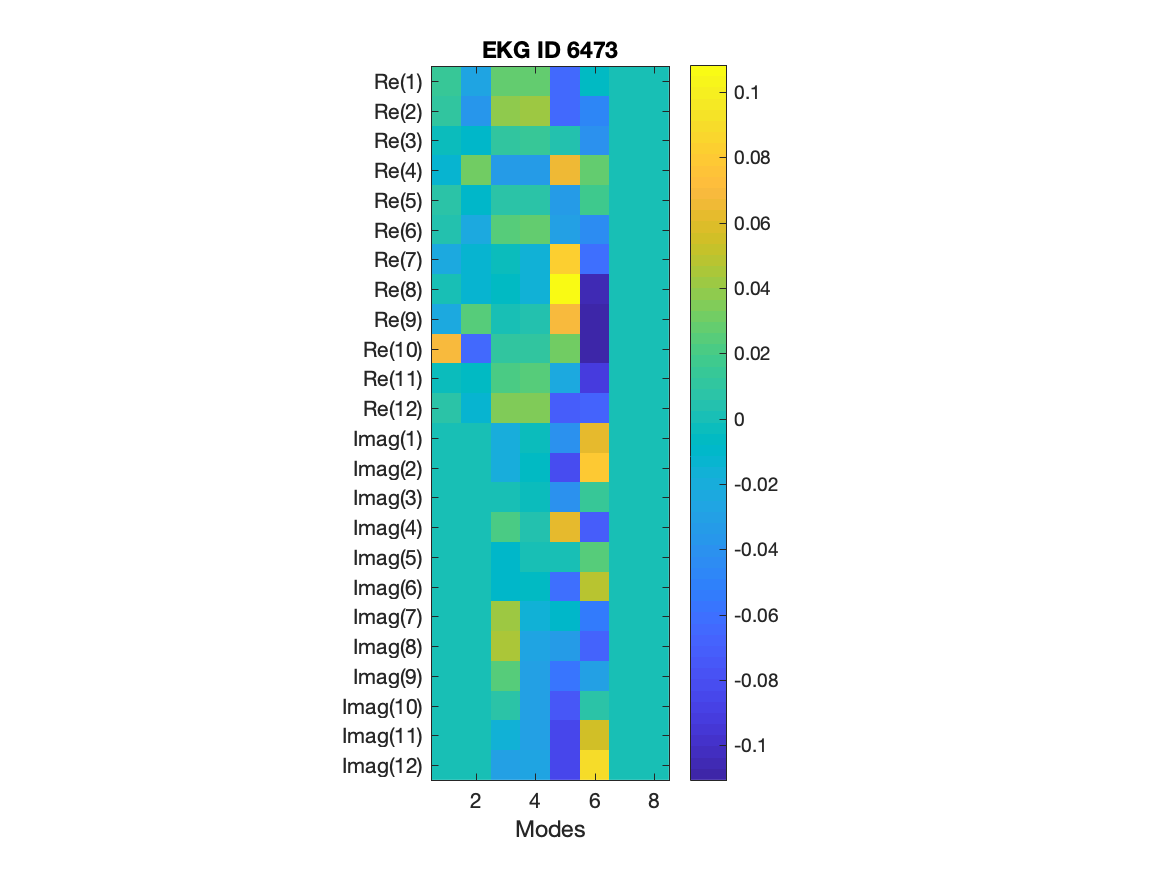 EKG ID 6473
Re(1)
Re(2)
Re(3)
Re(4)
Re(5)
Re(6)
Re(7)
Re(8)
Re(9)
Re(10)
Re(11)
Re(12)
Imag(1)
Imag(2)
Imag(3)
Imag(4)
Imag(5)
Imag(6)
Imag(7)
Imag(8)
Imag(9)
Imag(10)
Imag(11)
Imag(12)
2 4 6 8
Modes
0.1
0.08
0.06
0.04
0.02
0
-0.02
-0.04
-0.06
-0.08
-0.1